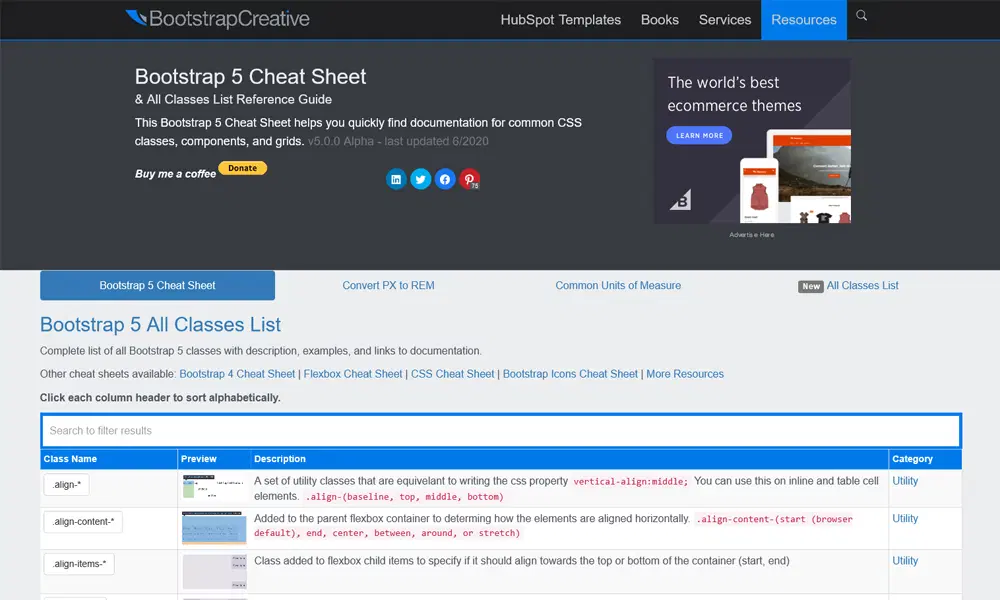 BootstrapCreative
HubSpot Templates Books Services Resources
Bootstrap 5 Cheat Sheet
& All Classes List Reference Guide
This Bootstrap 5 Cheat Sheet helps you quickly find documentation for common CSS
classes, components, and grids. v5.0.0 Alpha - last updated 6/2020
Buy me a coffee Donate
75
The world's best
ecommerce themes
LEARN MORE
B
Advertise Here
Bootstrap 5 Cheat Sheet Convert PX to REM Common Units of Measure New All Classes List
Bootstrap 5 All Classes List
Complete list of all Bootstrap 5 classes with description, examples, and links to documentation.
Other cheat sheets available: Bootstrap 4 Cheat Sheet | Flexbox Cheat Sheet | CSS Cheat Sheet | Bootstrap Icons Cheat Sheet | More Resources
Click each column header to sort alphabetically.
Search to filter results
Class Name Preview Description Category
.align-* A set of utility classes that are equivelant to writing the css property vertical-align:middle; You can use this on inline and table cell Utility
elements. .align-(baseline, top, middle, bottom)
.align-content-* Added to the parent flexbox container to determing how the elements are aligned horizontally. .align-content-(start (browser Utility
default), end, center, between, around, or stretch)
.align-items-* Class added to flexbox child items to specify if it should align towards the top or bottom of the container (start, end) Utility